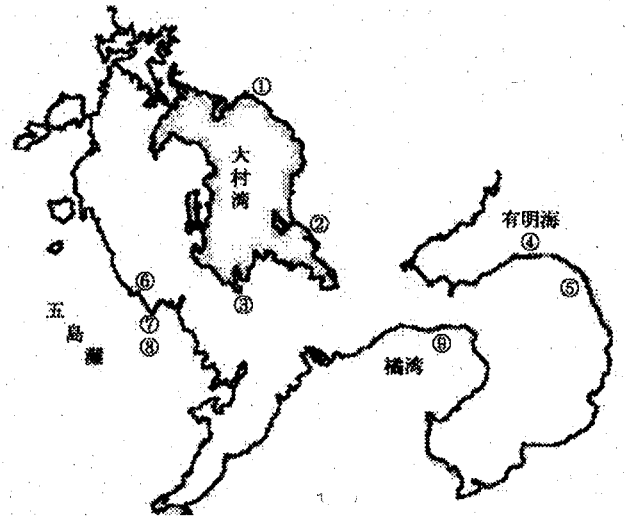 ①
大村湾
②
有明海
④
⑤
⑥
③
五島灘
⑦
⑧
⑨
橘湾